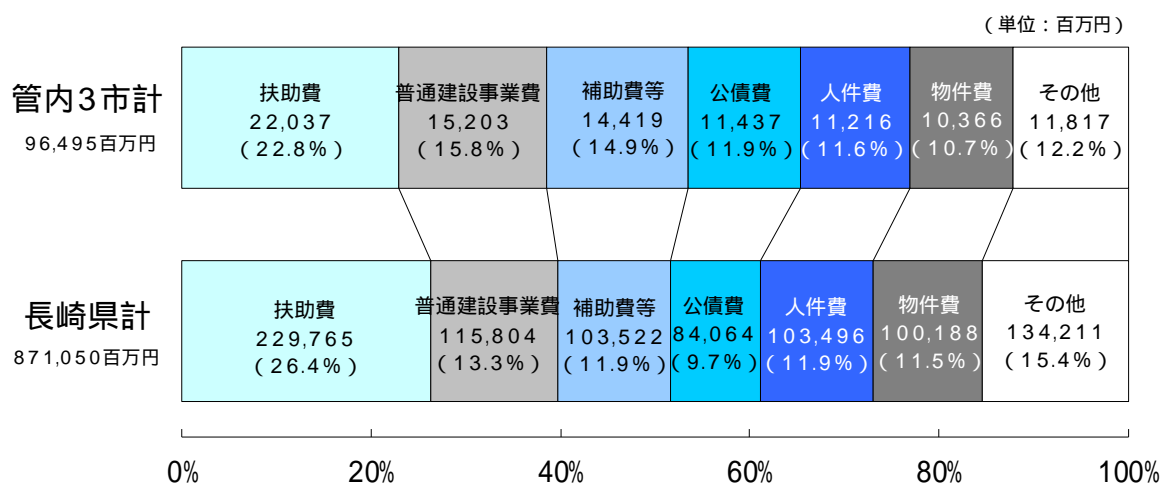 （単位：百万円）
管内3市計
96,495百万円
扶助費
22,037
（22.8%）
普通建設事業費
15,203
（15.8%）
補助費等
14,419
（14.9%）
公債費
11,437
（11.9%）
人件費
11,216
（11.6%）
物件費
10,366
（10.7%）
その他
11,817
（12.2%）
長崎県計
871,050百万円
扶助費
229,765
（26.4%）
普通建設事業費
115,804
（13.3%）
補助費等
103,522
（11.9%）
公債費
84,064
（9.7%）
人件費
103,496
（11.9%）
物件費
100,188
（11.5%）
その他
134,211
（15.4%）
0% 20% 40% 60% 80% 100%